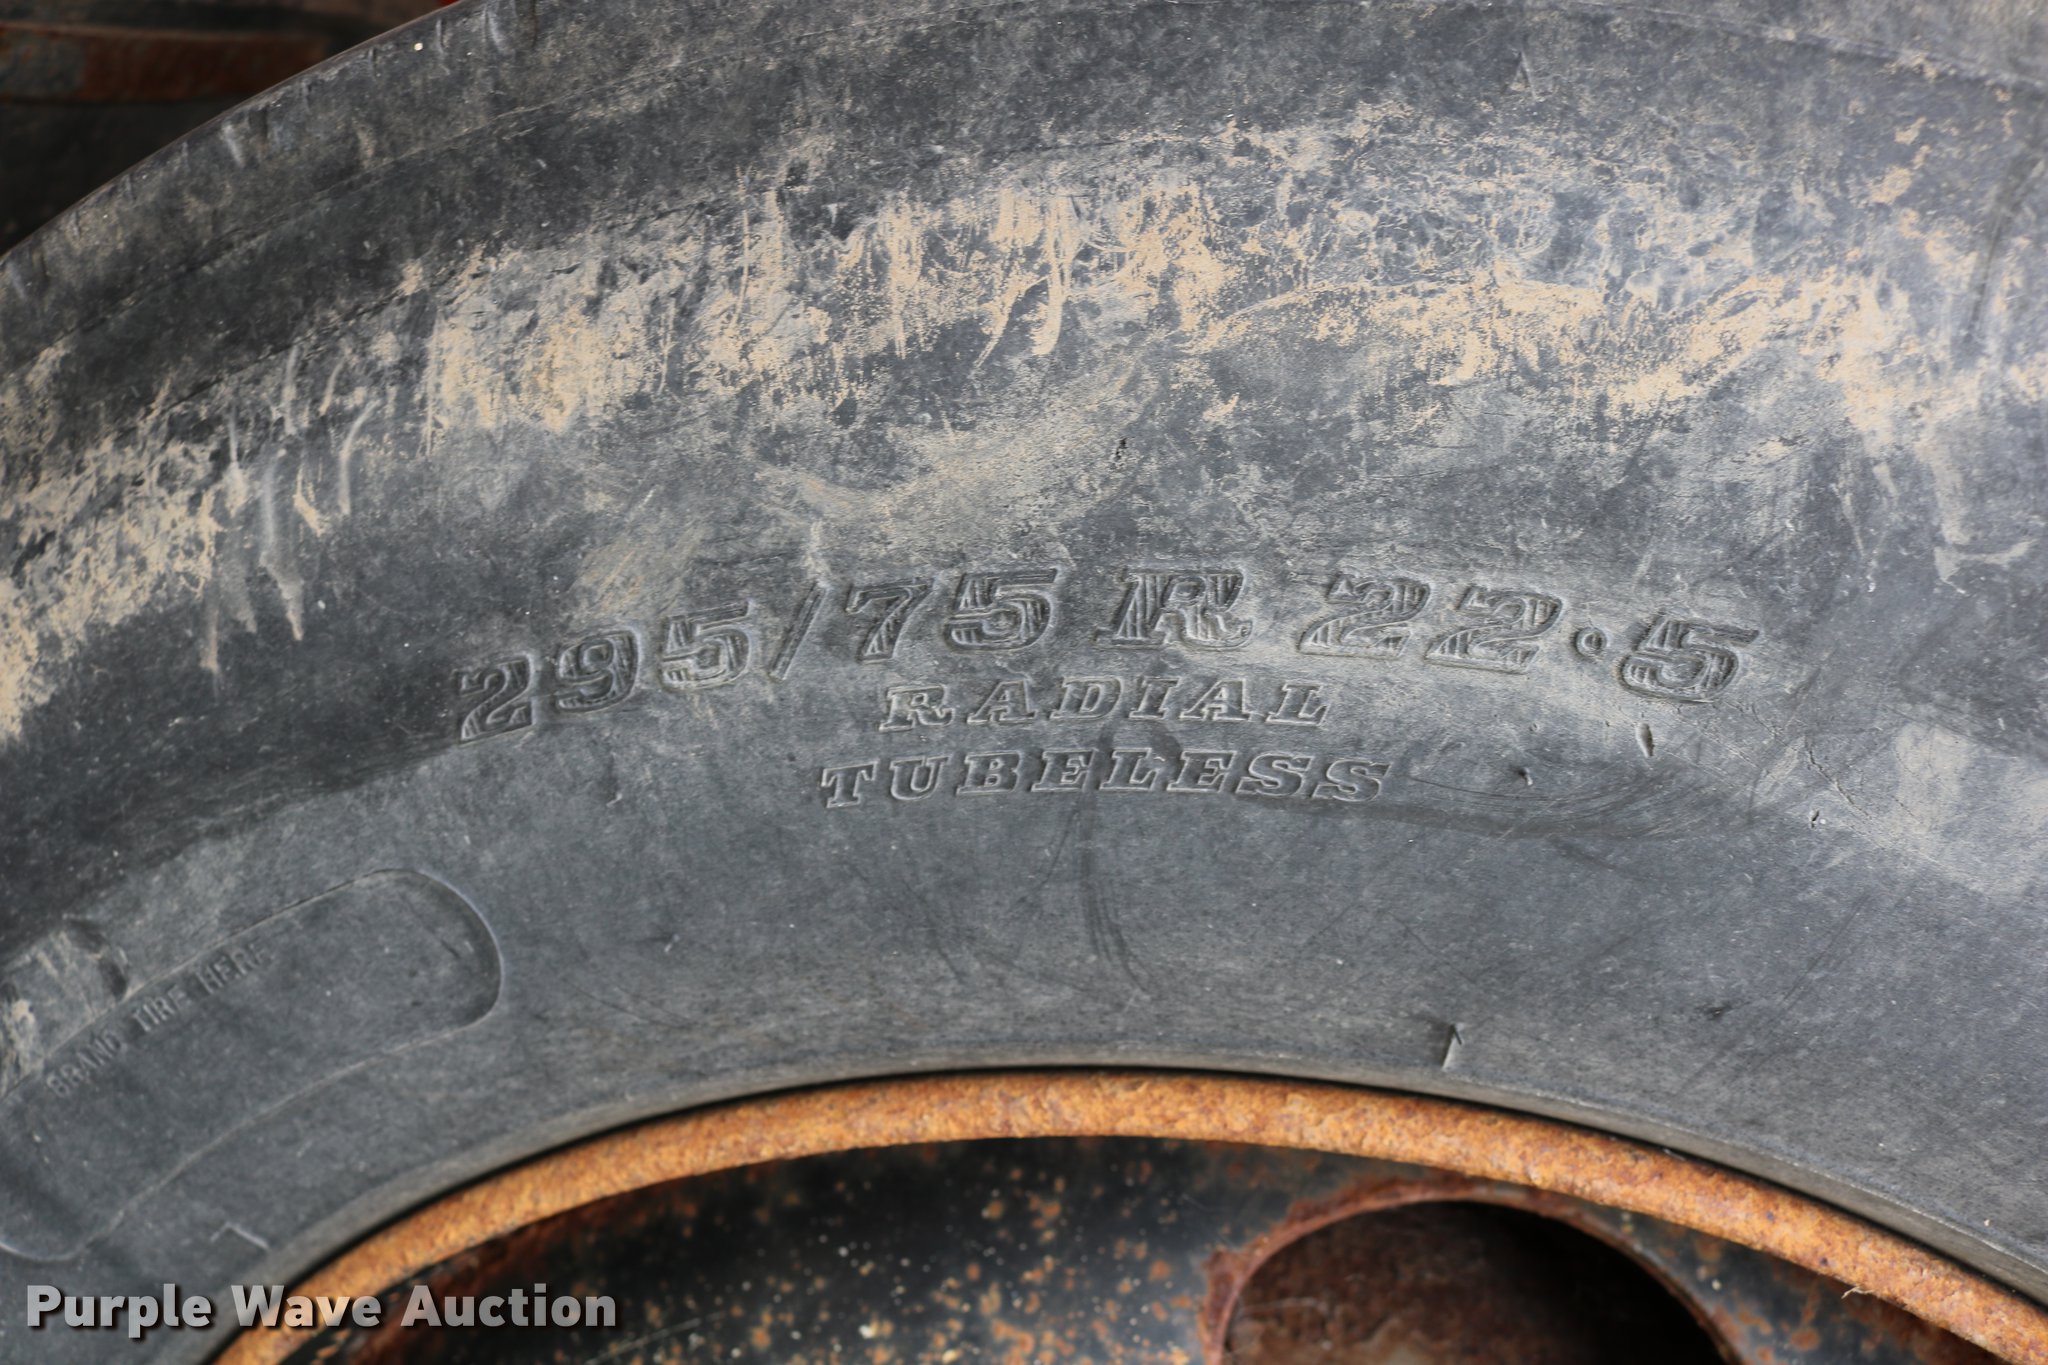 295/75 R 22.5
RADIAL
TUBELESS
BRAND TIRE HERE
Purple Wave Auction